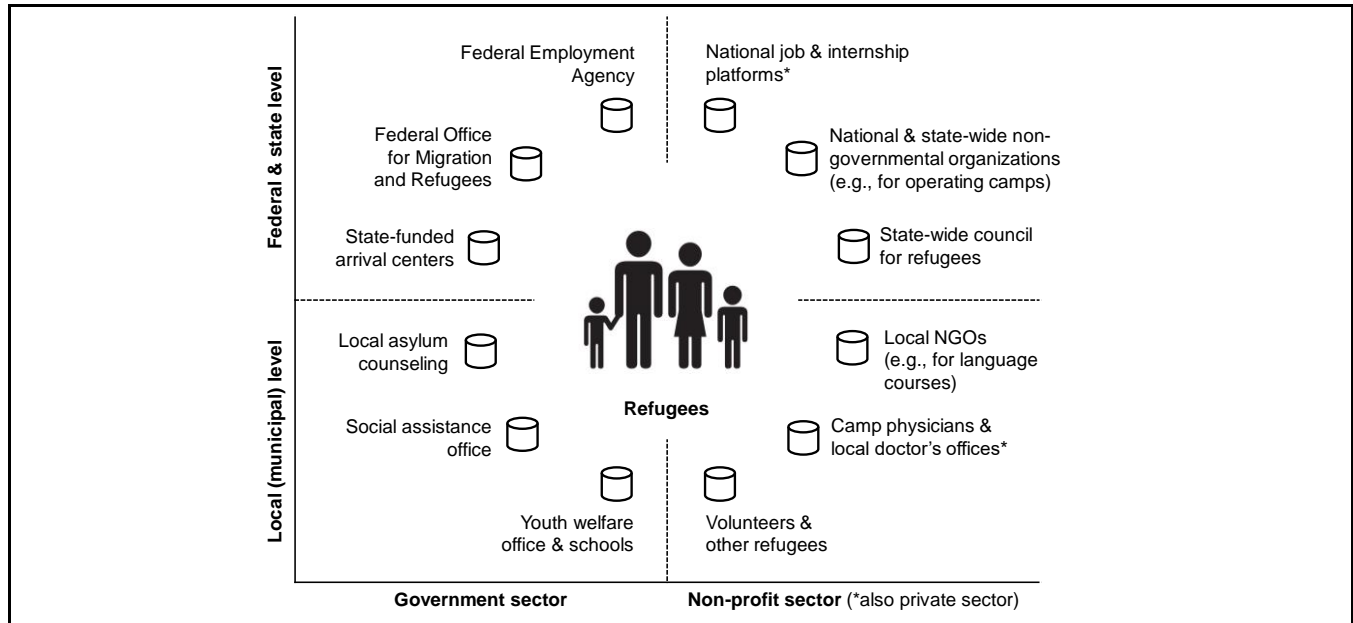 Federal & state level
Local (municipal) level
Federal Employment
Agency
National job & internship
platforms*
Federal Office
for Migration
and Refugees
National & state-wide non-
governmental organizations
(e.g., for operating camps)
State-funded
arrival centers
State-wide council
for refugees
Local asylum
counseling
Local NGOs
(e.g., for language
courses)
Refugees
Social assistance
office
Camp physicians &
local doctor's offices*
Youth welfare
office & schools
Volunteers &
other refugees
Government sector
Non-profit sector (*also private sector)